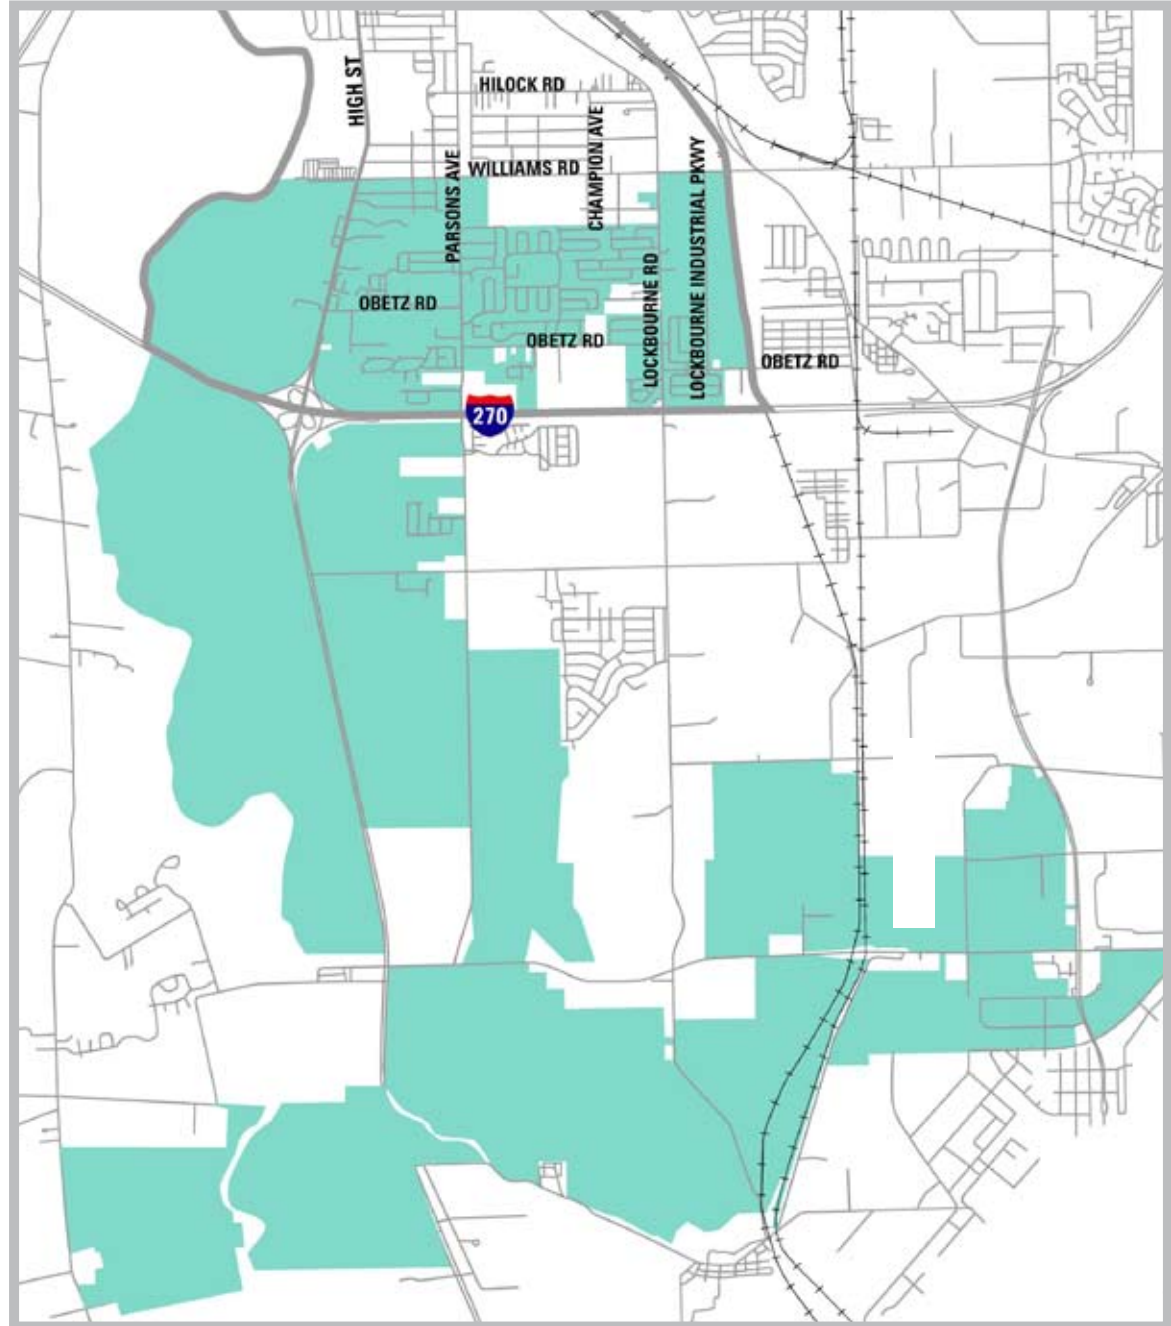 HIGH ST
HILOCK RD
CHAMPION AVE
WILLIAMS RD
PARSONS AVE
LOCKBOURNE INDUSTRIAL PKWY
LOCKBOURNE RD
OBETZ RD
OBETZ RD
OBETZ RD
270